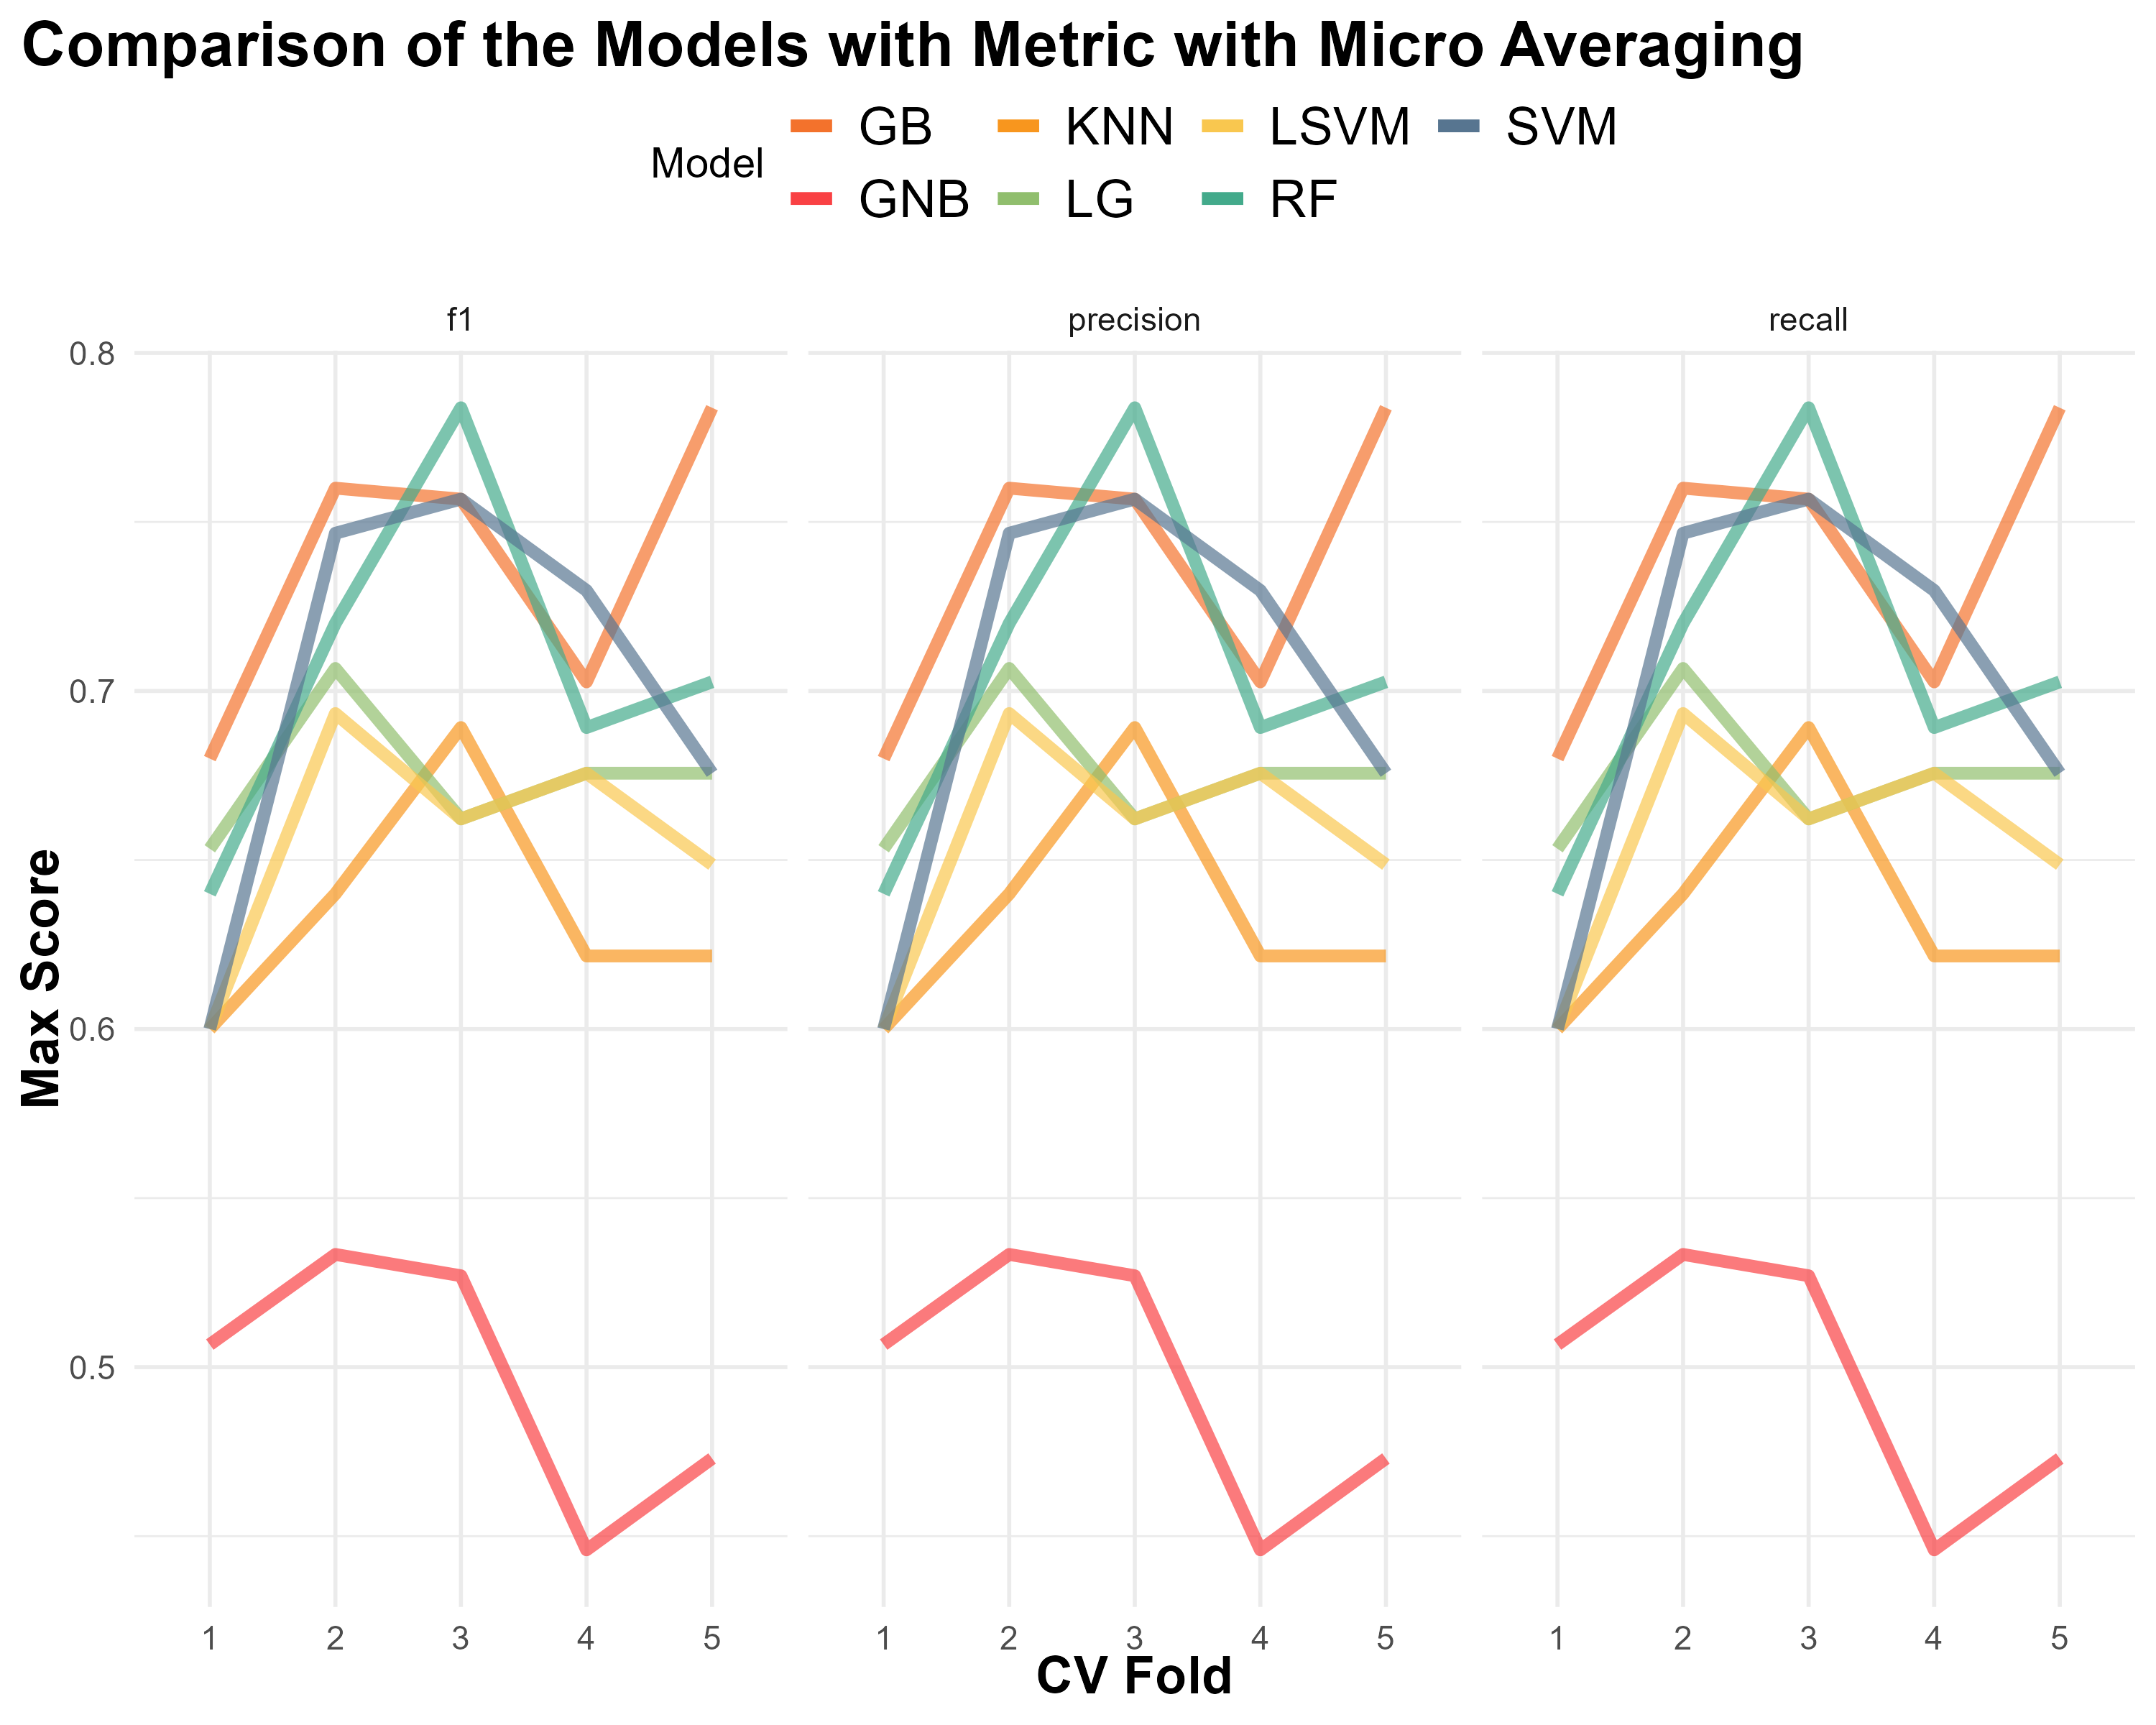 Comparison of the Models with Metric with Micro Averaging
Model
GB KNN LSVM SVM
GNB LG RF
f1 precision recall
0.8
0.7
0.6
0.5
Max Score
1 2 3 4 5 1 2 3 4 5 1 2 3 4 5
CV Fold